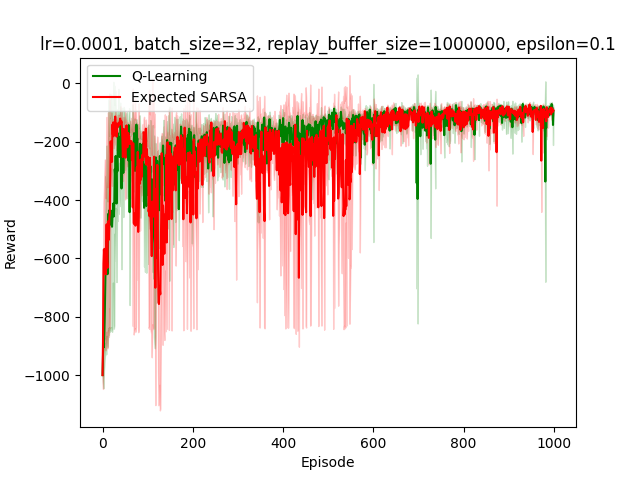 lr=0.0001, batch_size=32, replay_buffer_size=1000000, epsilon=0.1
Q-Learning
Expected SARSA
0
−200
−400
−600
−800
−1000
Reward
0 200 400 600 800 1000
Episode